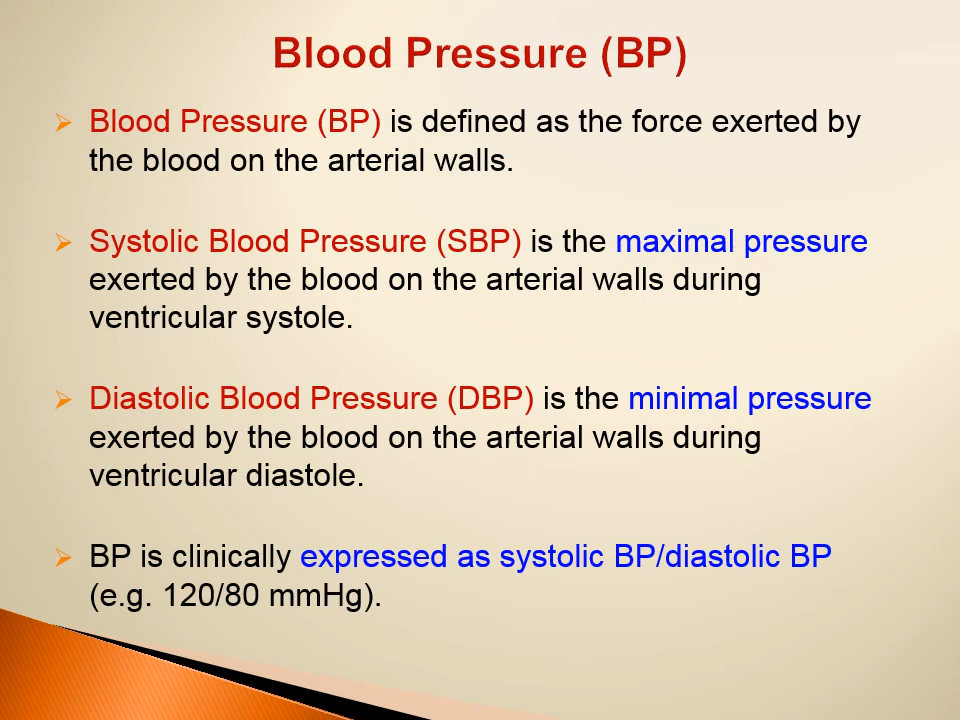 Blood Pressure (BP)
Blood Pressure (BP) is defined as the force exerted by
the blood on the arterial walls.
Systolic Blood Pressure (SBP) is the maximal pressure
exerted by the blood on the arterial walls during
ventricular systole.
Diastolic Blood Pressure (DBP) is the minimal pressure
exerted by the blood on the arterial walls during
ventricular diastole.
BP is clinically expressed as systolic BP/diastolic BP
(e.g. 120/80 mmHg).